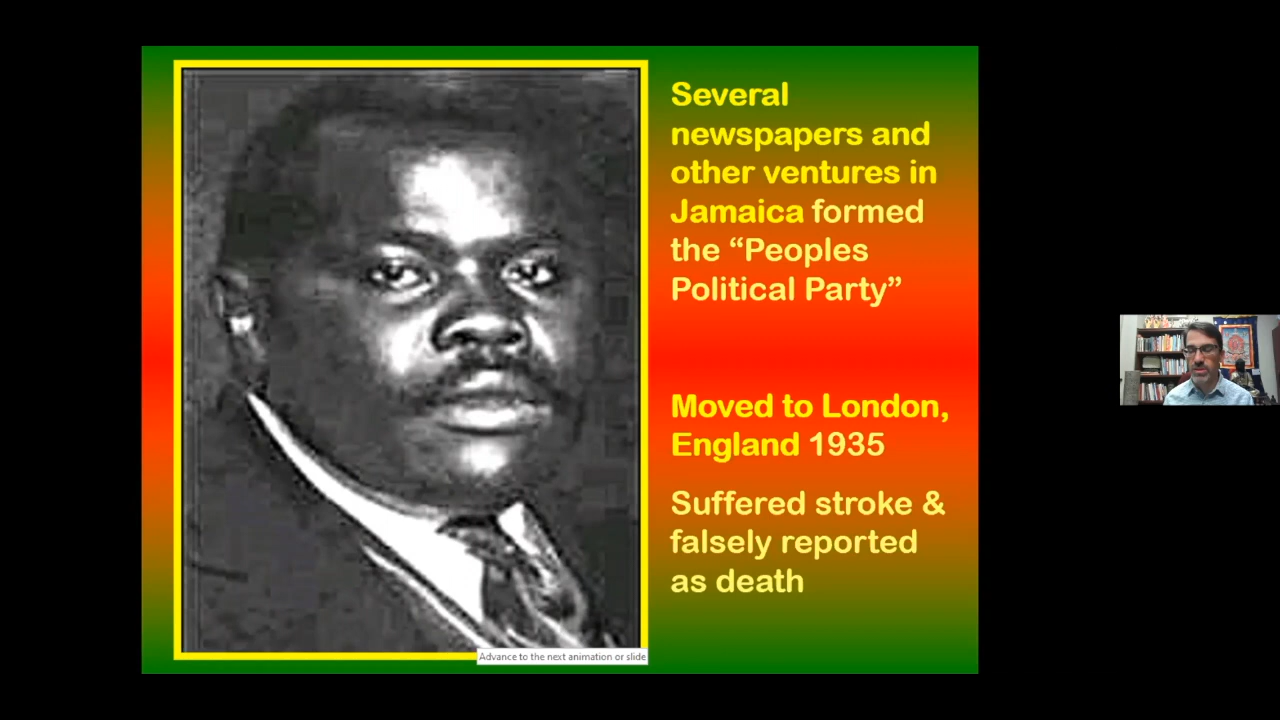 Several
newspapers and
other ventures in
Jamaica formed
the “Peoples
Political Party”
Moved to London,
England 1935
Suffered stroke &
falsely reported
as death
Advance to the next animation or slide